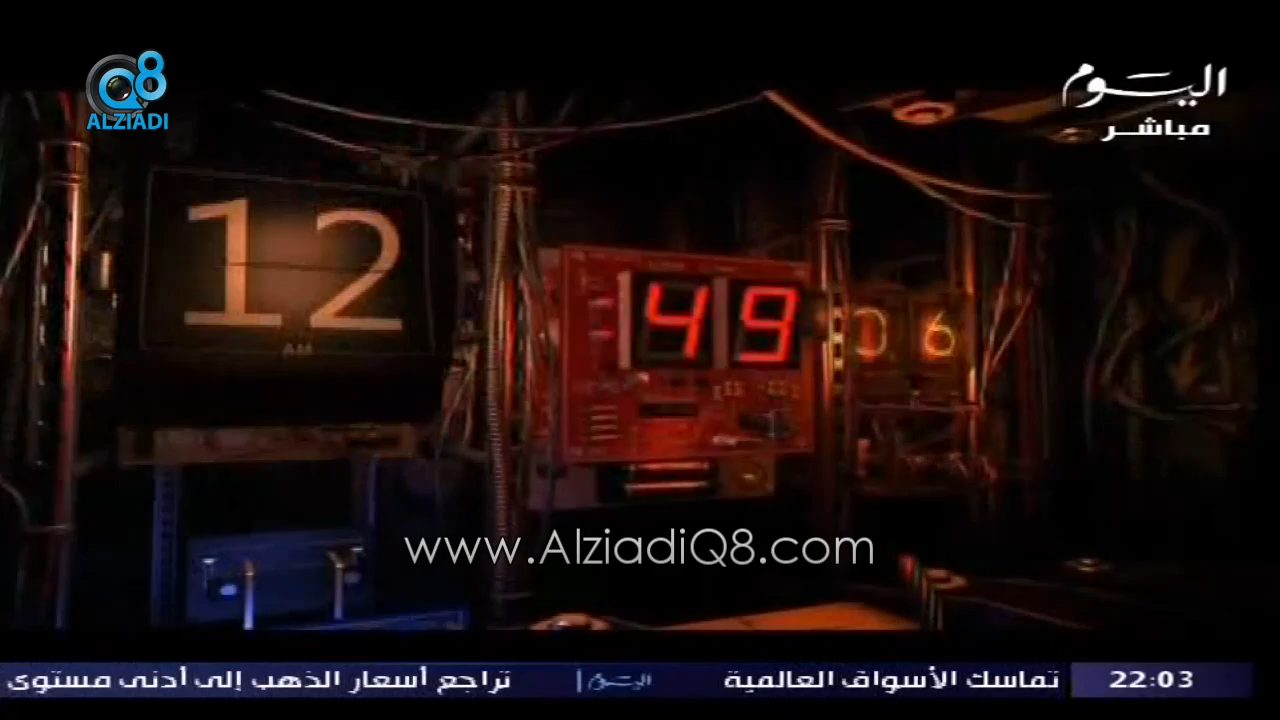 Q8
ALZIADI
اليوم
مباشر
12
AM
49
06
www.AlziadiQ8.com
22:03
تماسك الأسواق العالمية
اليوم
تراجع أسعار الذهب إلى أدنى مستوى